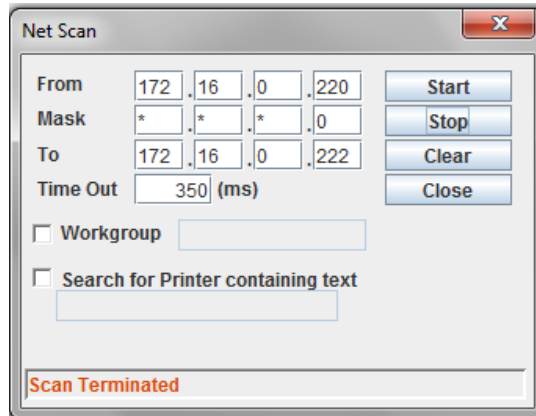 Net Scan
From 172 . 16 . 0 . 220 Start
Mask * . * . * . 0 Stop
To 172 . 16 . 0 . 222 Clear
Time Out 350 (ms) Close
Workgroup
Search for Printer containing text
Scan Terminated